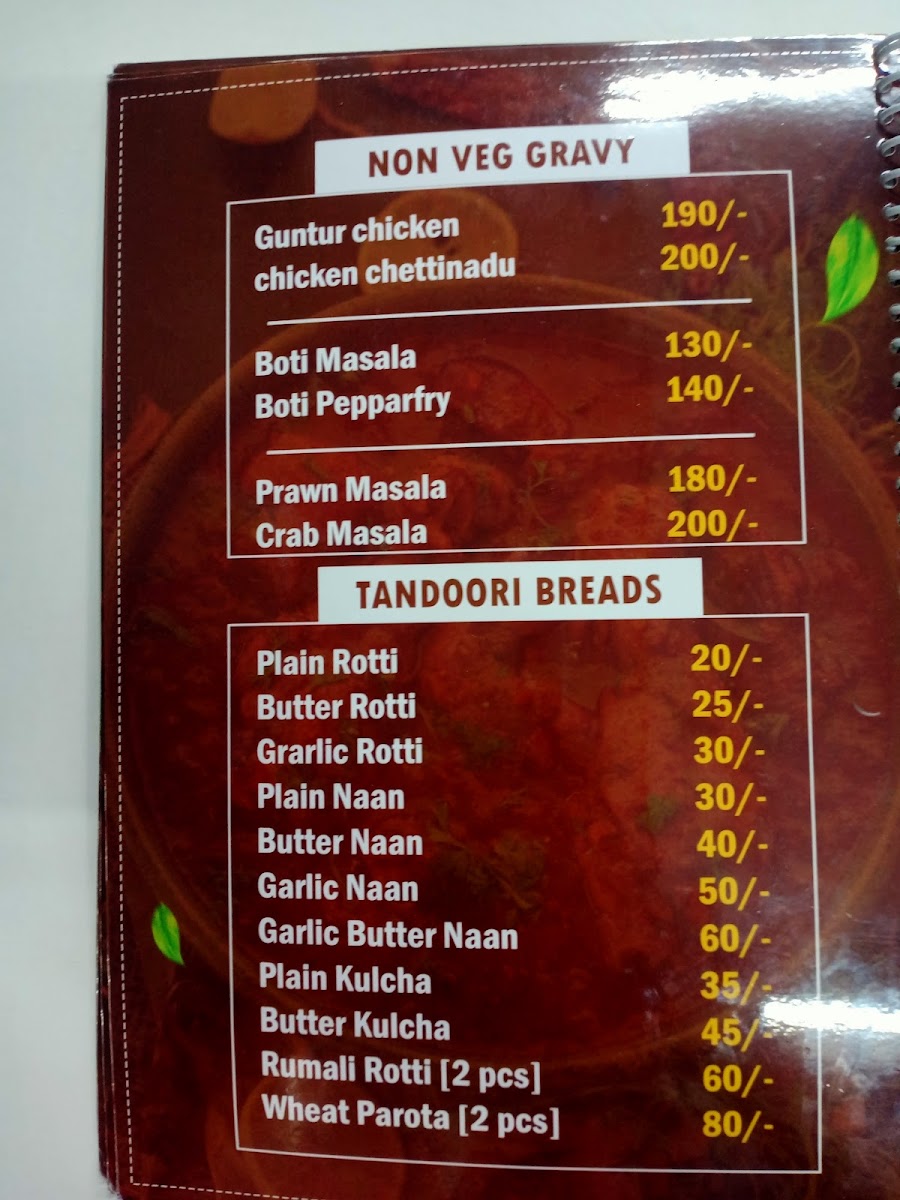 NON VEG GRAVY
Guntur chicken 190/-
chicken chettinadu 200/-
Boti Masala 130/-
Boti Pepparfry 140/-
Prawn Masala 180/-
Crab Masala 200/-
TANDOORI BREADS
Plain Rotti 20/-
Butter Rotti 25/-
Grarlic Rotti 30/-
Plain Naan 30/-
Butter Naan 40/-
Garlic Naan 50/-
Garlic Butter Naan 60/-
Plain Kulcha 35/-
Butter Kulcha 45/-
Rumali Rotti [2 pcs] 60/-
Wheat Parota [2 pcs] 80/-